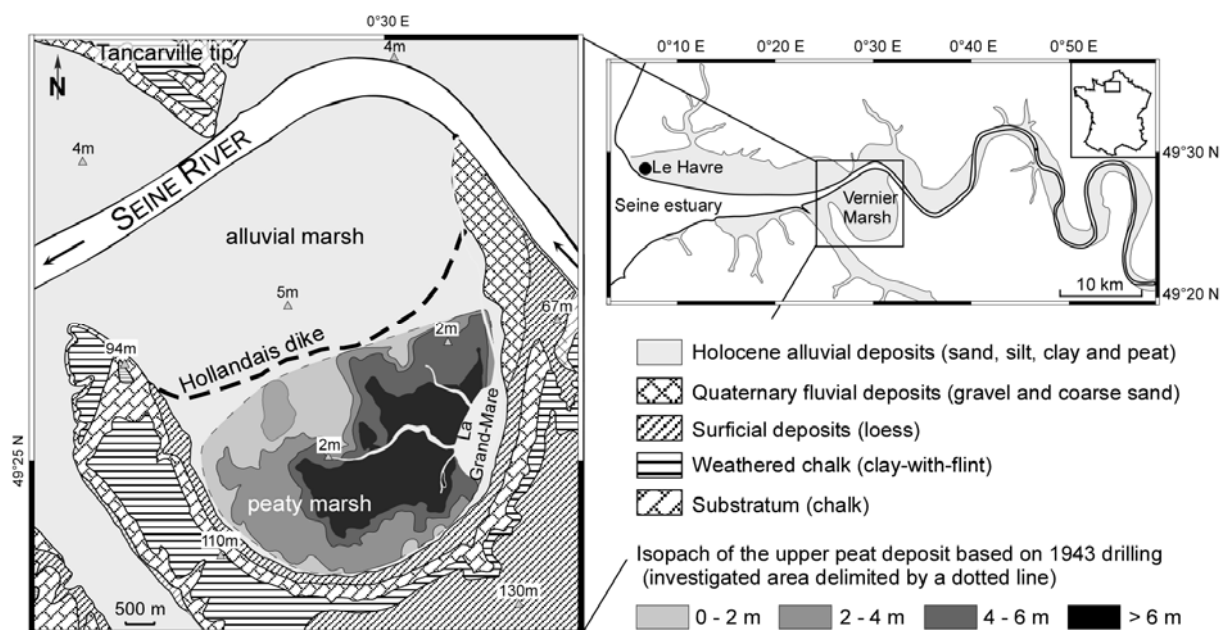 0°30 E
Tancarville tip
4m
N
4m
SEINE RIVER
alluvial marsh
5m
67m
2m
94m
Hollandais dike
La
Grand-Mare
2m
49°25 N
peaty marsh
110m
130m
500 m
0°10 E
0°20 E
0°30 E
0°40 E
0°50 E
49°30 N
Le Havre
Seine estuary
Vernier
Marsh
10 km
49°20 N
Holocene alluvial deposits (sand, silt, clay and peat)
Quaternary fluvial deposits (gravel and coarse sand)
Surficial deposits (loess)
Weathered chalk (clay-with-flint)
Substratum (chalk)
Isopach of the upper peat deposit based on 1943 drilling
(investigated area delimited by a dotted line)
0 - 2 m
2 - 4 m
4 - 6 m
> 6 m